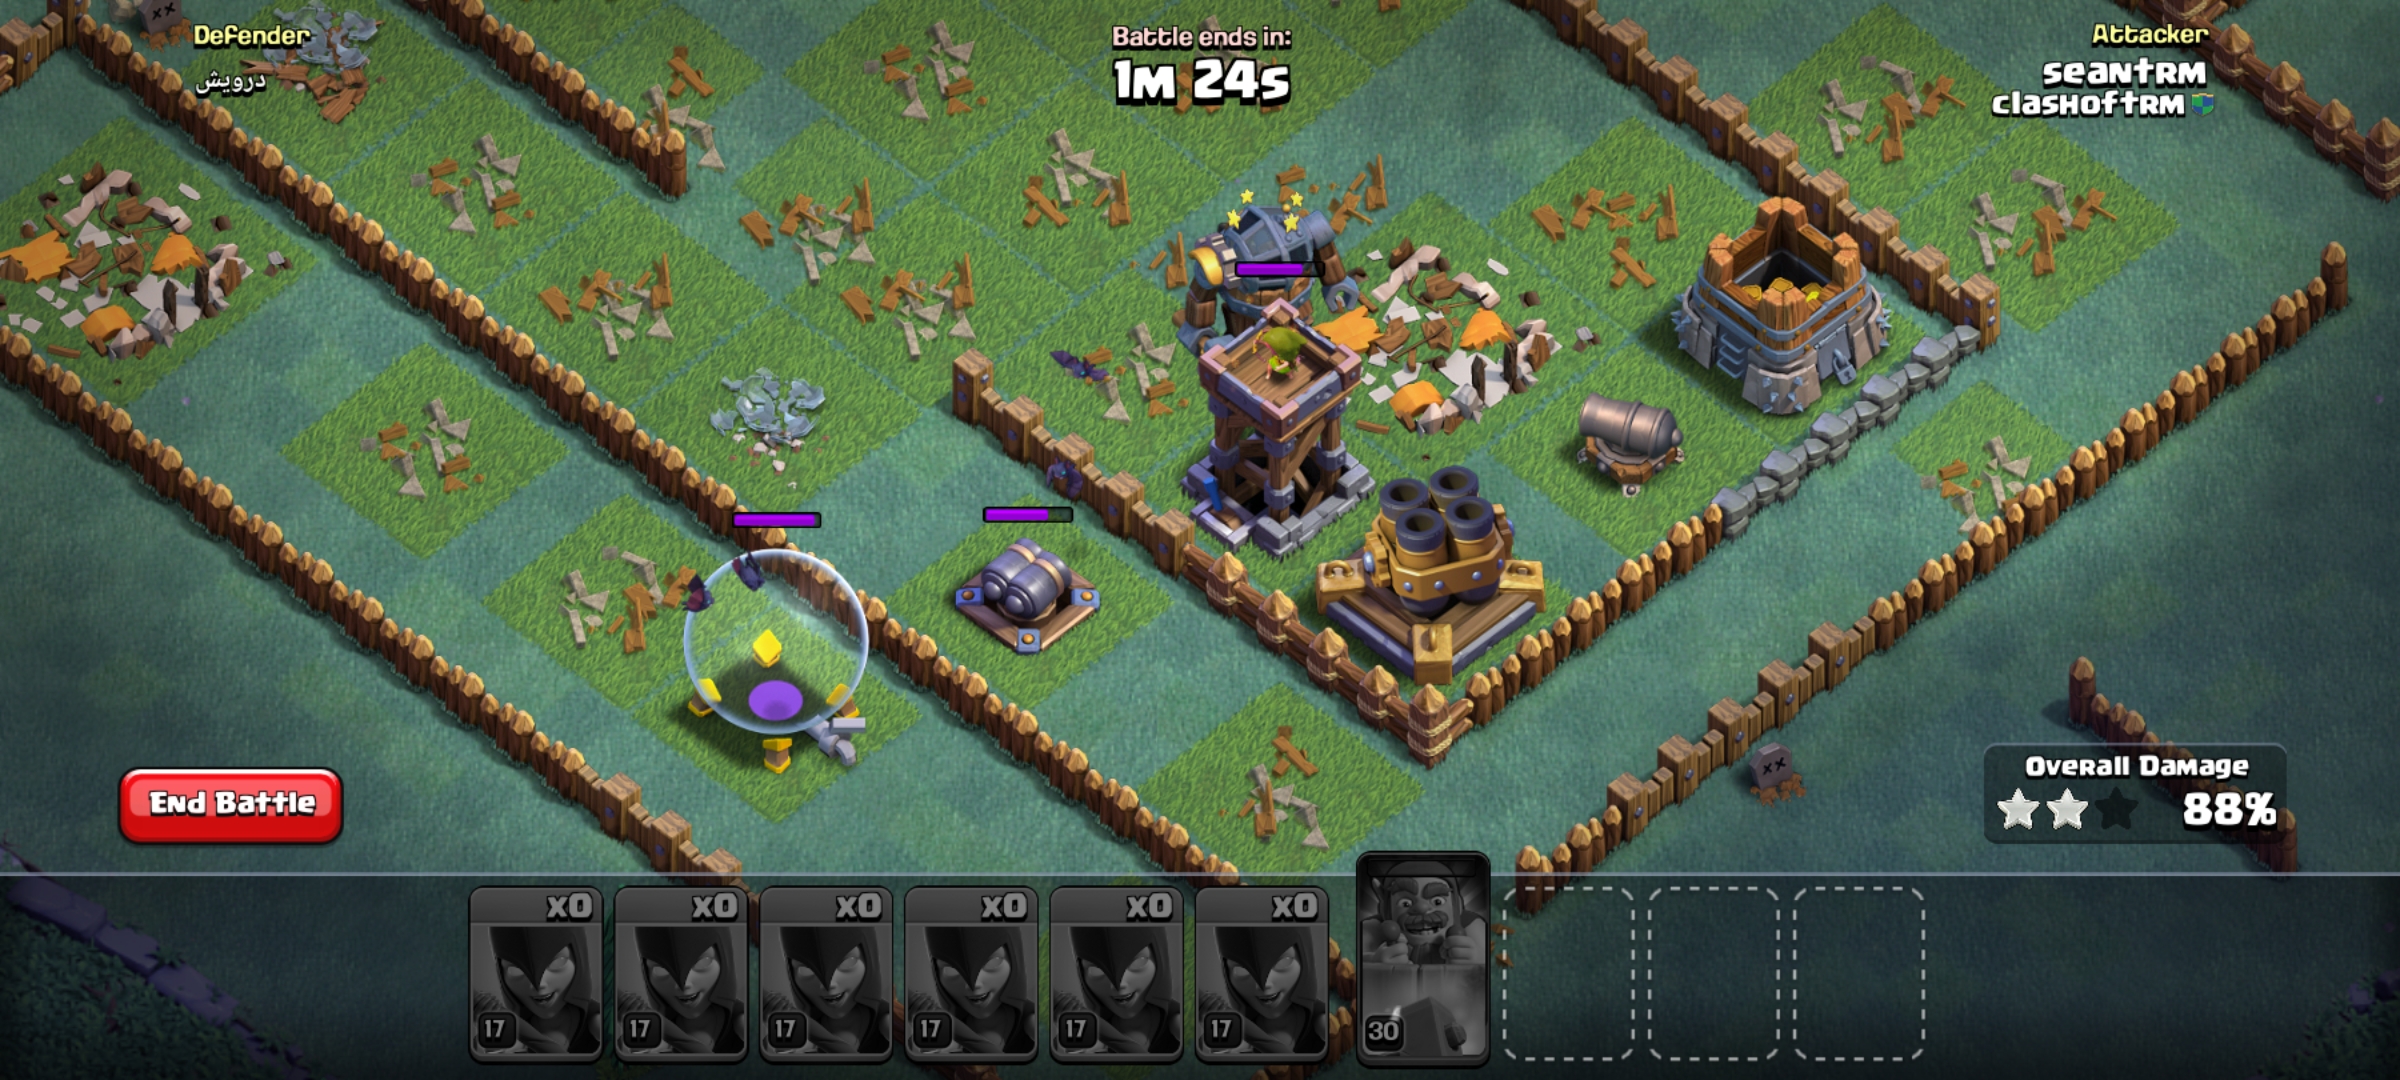 Defender
درويش
Battle ends in:
1M 24s
Attacker
seantRM
clashoftRM
End Battle
Overall Damage
88%
x0
x0
x0
x0
x0
x0
17
17
17
17
17
17
30